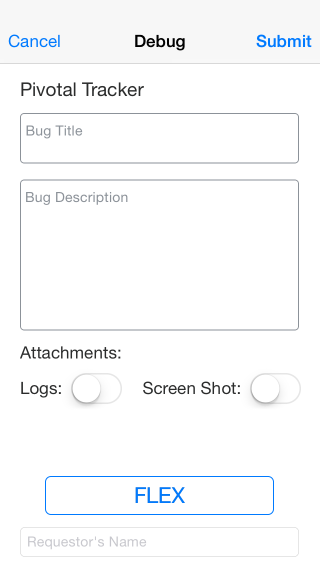 Cancel Debug Submit
Pivotal Tracker
Bug Title
Bug Description
Attachments:
Logs: Screen Shot:
FLEX
Requestor's Name